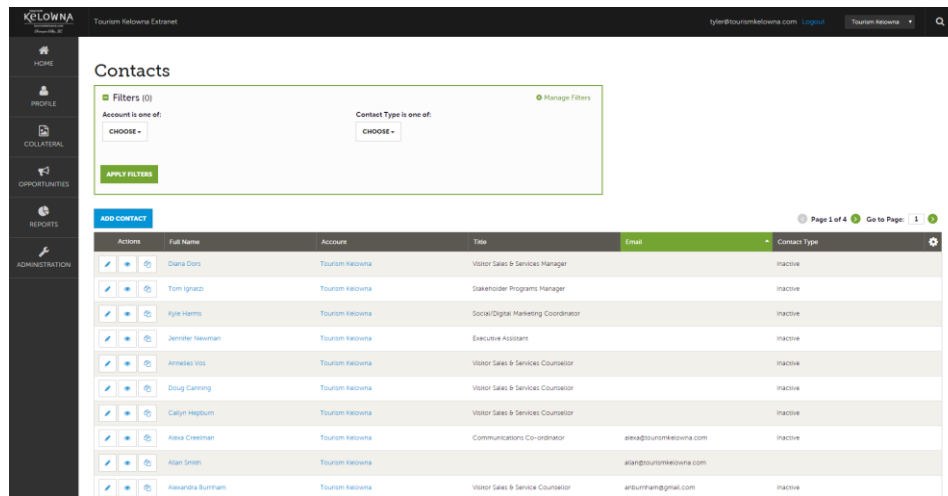 KELOWNA
Tourism Kelowna Extranet
tyler@tourismkelowna.com Logout
Tourism Kelowna
HOME
PROFILE
COLLATERAL
OPPORTUNITIES
REPORTS
ADMINISTRATION
Contacts
Filters (0)
Manage Filters
Account is one of: Contact Type is one of:
CHOOSE CHOOSE
APPLY FILTERS
ADD CONTACT
Page 1 of 4 Go to Page: 1
Actions Full Name Account Title Email Contact Type
Diana Dors Tourism Kelowna Visitor Sales & Services Manager Inactive
Tom Ignatzi Tourism Kelowna Stakeholder Programs Manager Inactive
Kyle Harms Tourism Kelowna Social/Digital Marketing Coordinator Inactive
Jennifer Newman Tourism Kelowna Executive Assistant Inactive
Annelies Vos Tourism Kelowna Visitor Sales & Services Counsellor Inactive
Doug Canning Tourism Kelowna Visitor Sales & Services Counsellor Inactive
Cailyn Hepburn Tourism Kelowna Visitor Sales & Services Counsellor Inactive
Alexa Creelman Tourism Kelowna Communications Co-ordinator alexa@tourismkelowna.com Inactive
Allan Smith Tourism Kelowna allan@tourismkelowna.com
Alexandra Burnham Tourism Kelowna Visitor Sales & Service Counsellor anburnham@gmail.com Inactive